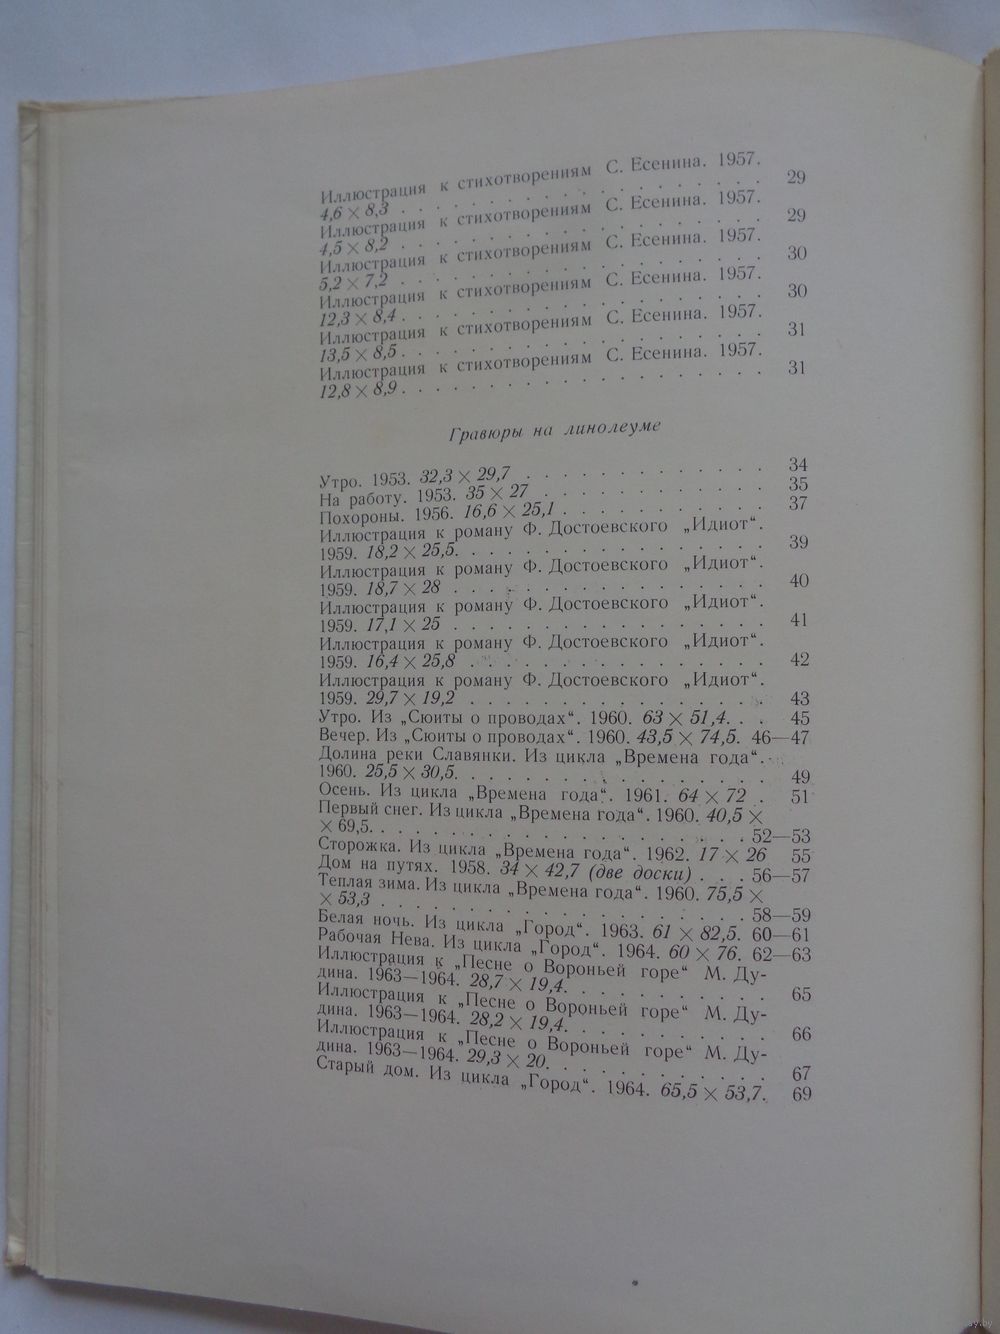 Иллюстрация к стихотворениям С. Есенина. 1957.
4,6 × 8,3 . . . . . . . . . . . . . . . . . . 29
Иллюстрация к стихотворениям С. Есенина. 1957.
4,5 × 8,2 . . . . . . . . . . . . . . . . . . 29
Иллюстрация к стихотворениям С. Есенина. 1957.
5,2 × 7,2 . . . . . . . . . . . . . . . . . . 30
Иллюстрация к стихотворениям С. Есенина. 1957.
12,3 × 8,4 . . . . . . . . . . . . . . . . . . 30
Иллюстрация к стихотворениям С. Есенина. 1957.
13,5 × 8,5 . . . . . . . . . . . . . . . . . . 31
Иллюстрация к стихотворениям С. Есенина. 1957.
12,8 × 8,9 . . . . . . . . . . . . . . . . . . 31
Гравюры на линолеуме
Утро. 1953. 32,3 × 29,7 . . . . . . . . . . . . 34
На работу. 1953. 35 × 27 . . . . . . . . . . . 35
Похороны. 1956. 16,6 × 25,1 . . . . . . . . . . 37
Иллюстрация к роману Ф. Достоевского „Идиот“.
1959. 18,2 × 25,5. . . . . . . . . . . . . . . 39
Иллюстрация к роману Ф. Достоевского „Идиот“.
1959. 18,7 × 28 . . . . . . . . . . . . . . . 40
Иллюстрация к роману Ф. Достоевского „Идиот“.
1959. 17,1 × 25 . . . . . . . . . . . . . . . 41
Иллюстрация к роману Ф. Достоевского „Идиот“.
1959. 16,4 × 25,8 . . . . . . . . . . . . . . 42
Иллюстрация к роману Ф. Достоевского „Идиот“.
1959. 29,7 × 19,2 . . . . . . . . . . . . . . 43
Утро. Из „Сюиты о проводах“. 1960. 63 × 51,4. . . 45
Вечер. Из „Сюиты о проводах“. 1960. 43,5 × 74,5. 46—47
Долина реки Славянки. Из цикла „Времена года“.
1960. 25,5 × 30,5. . . . . . . . . . . . . . . 49
Осень. Из цикла „Времена года“. 1961. 64 × 72 . 51
Первый снег. Из цикла „Времена года“. 1960. 40,5 ×
× 69,5. . . . . . . . . . . . . . . . . . . 52—53
Сторожка. Из цикла „Времена года“. 1962. 17 × 26 55
Дом на путях. 1958. 34 × 42,7 (две доски) . . . 56—57
Теплая зима. Из цикла „Времена года“. 1960. 75,5 ×
× 53,3 . . . . . . . . . . . . . . . . . . . 58—59
Белая ночь. Из цикла „Город“. 1963. 61 × 82,5. 60—61
Рабочая Нева. Из цикла „Город“. 1964. 60 × 76. 62—63
Иллюстрация к „Песне о Вороньей горе“ М. Ду-
дина. 1963—1964. 28,7 × 19,4. . . . . . . . . . 65
Иллюстрация к „Песне о Вороньей горе“ М. Ду-
дина. 1963—1964. 28,2 × 19,4. . . . . . . . . . 66
Иллюстрация к „Песне о Вороньей горе“ М. Ду-
дина. 1963—1964. 29,3 × 20. . . . . . . . . . . 67
Старый дом. Из цикла „Город“. 1964. 65,5 × 53,7. 69